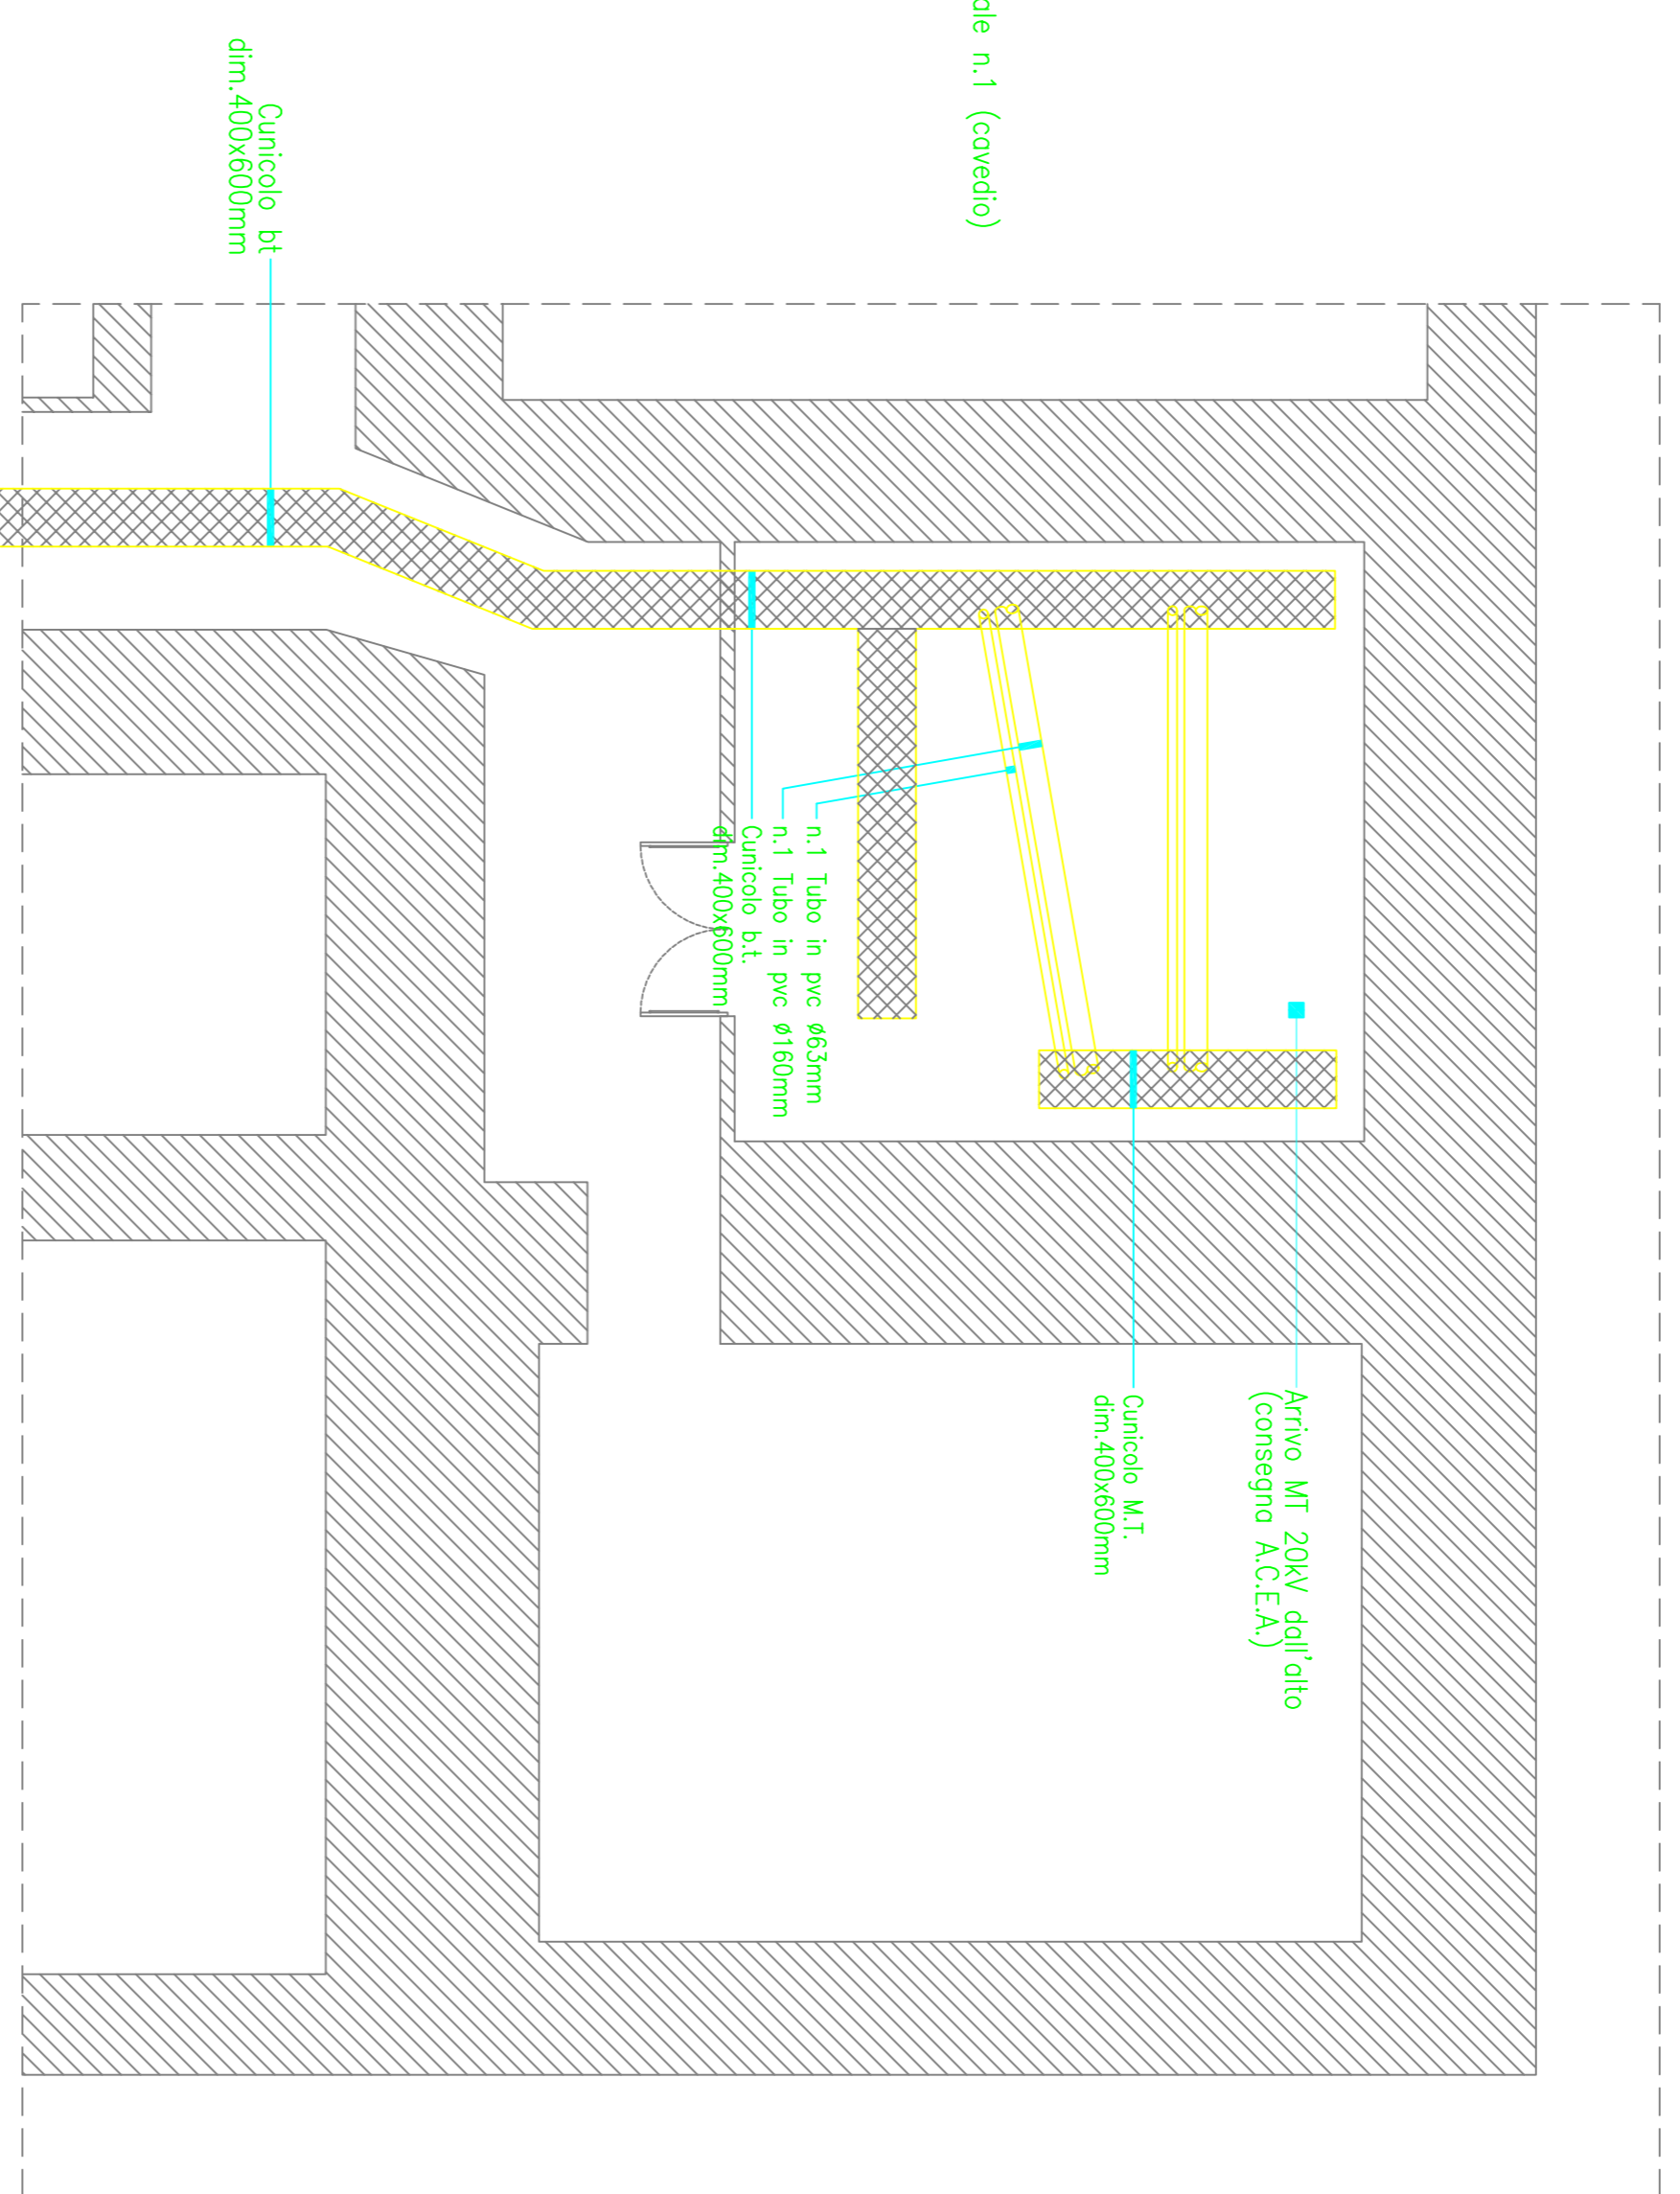 ale n.1 (cavedio)
Cunicolo bt
dim.400x600mm
n.1 Tubo in pvc ø63mm
n.1 Tubo in pvc ø160mm
Cunicolo b.t.
dim.400x600mm
Arrivo MT 20kV dall'alto
(consegna A.C.E.A.)
Cunicolo M.T.
dim.400x600mm